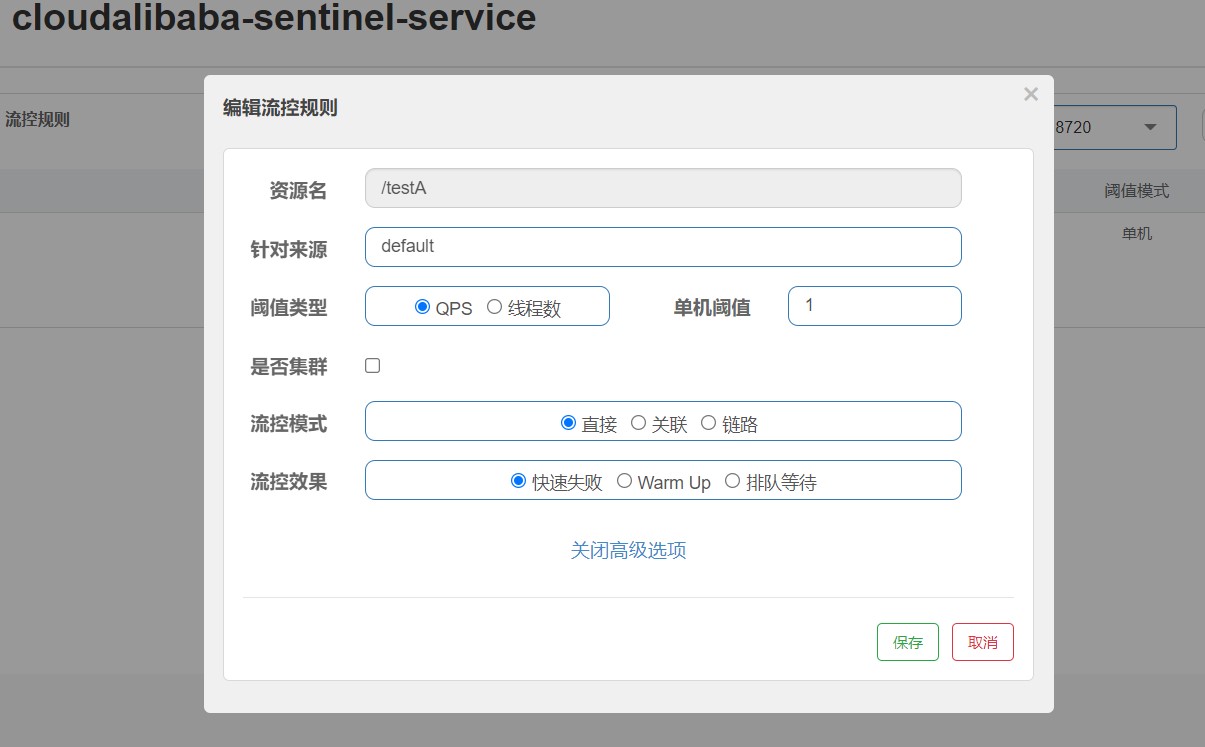 cloudalibaba-sentinel-service
流控规则
8720
阈值模式
单机
编辑流控规则
×
资源名 /testA
针对来源 default
阈值类型 QPS 线程数 单机阈值 1
是否集群
流控模式 直接 关联 链路
流控效果 快速失败 Warm Up 排队等待
关闭高级选项
保存 取消